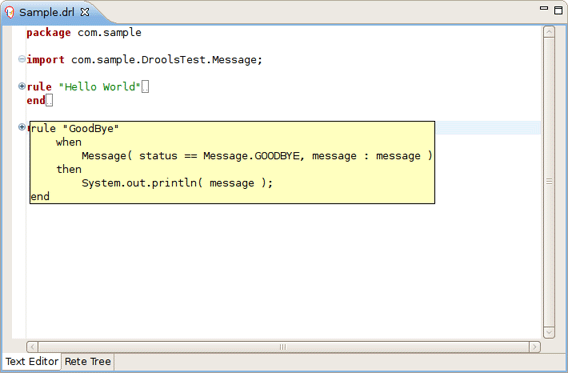 Sample.drl
package com.sample
import com.sample.DroolsTest.Message;
rule "Hello World"
end
rule "GoodBye"
when
Message( status == Message.GOODBYE, message : message )
then
System.out.println( message );
end
Text Editor Rete Tree